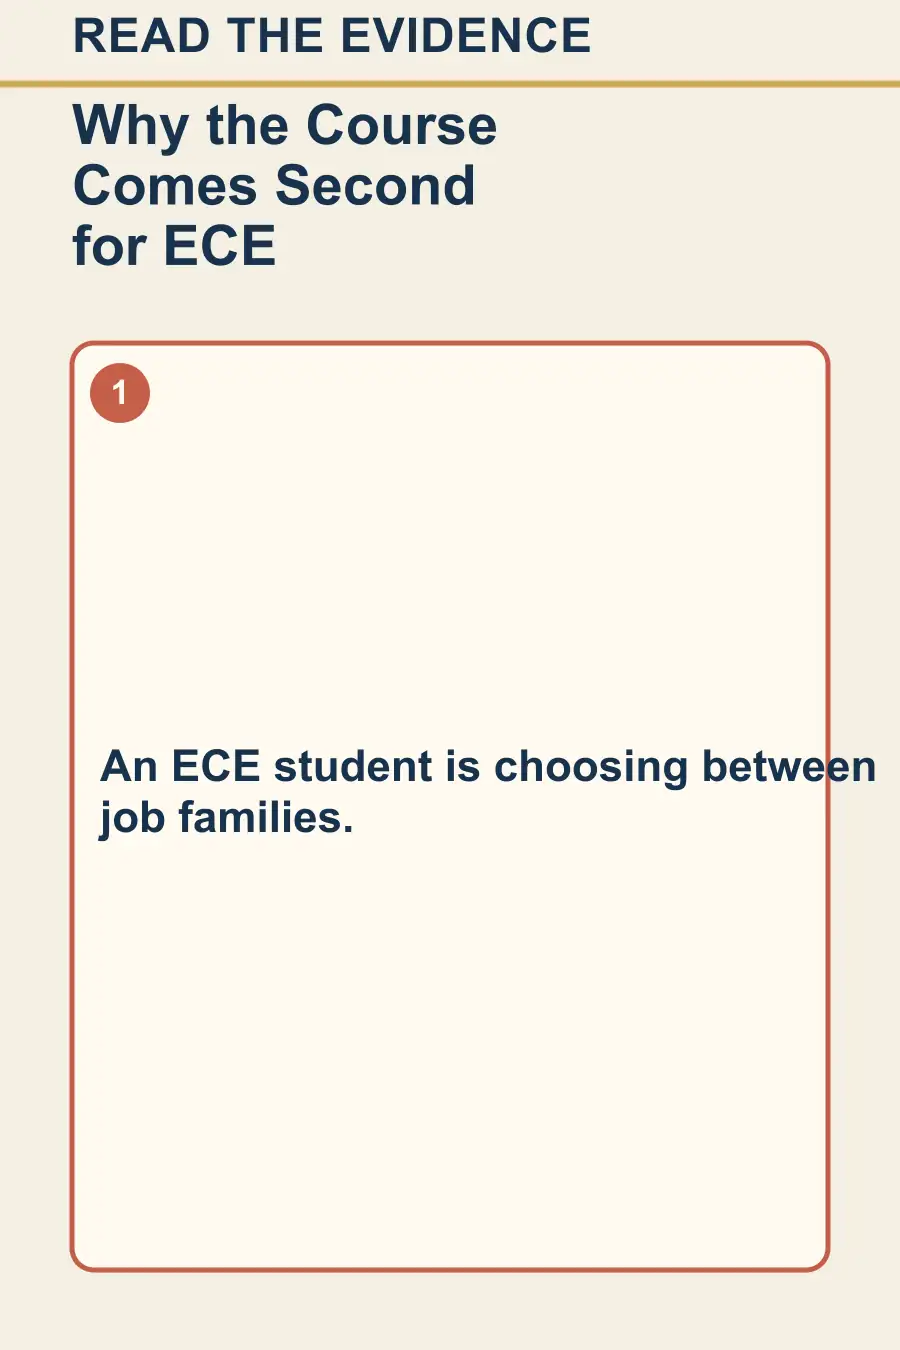 READ THE EVIDENCE
Why the Course
Comes Second
for ECE
1
An ECE student is choosing between
job families.